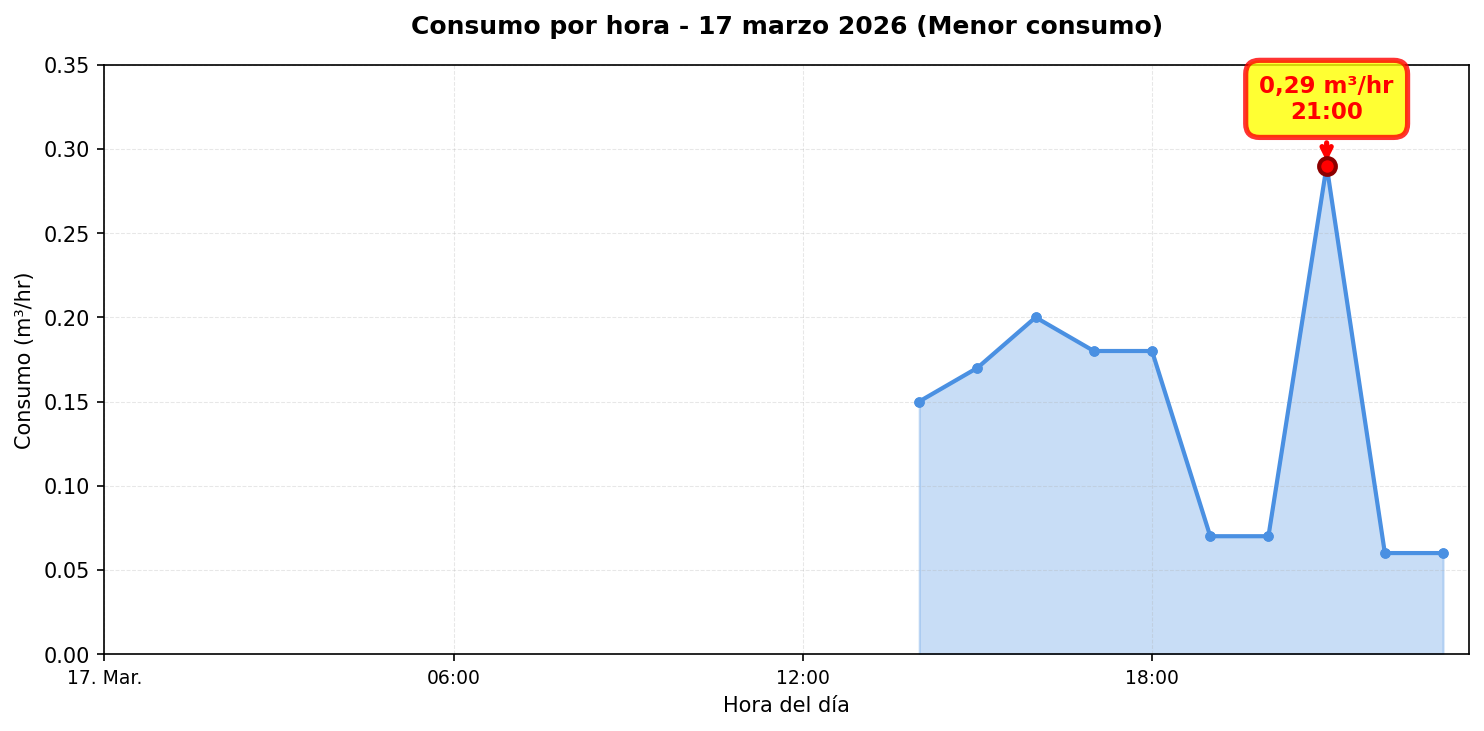 Consumo por hora - 17 marzo 2026 (Menor consumo)
0,29 m³/hr
21:00
Consumo (m³/hr)
0.35
0.30
0.25
0.20
0.15
0.10
0.05
0.00
17. Mar.
06:00
12:00
18:00
Hora del día